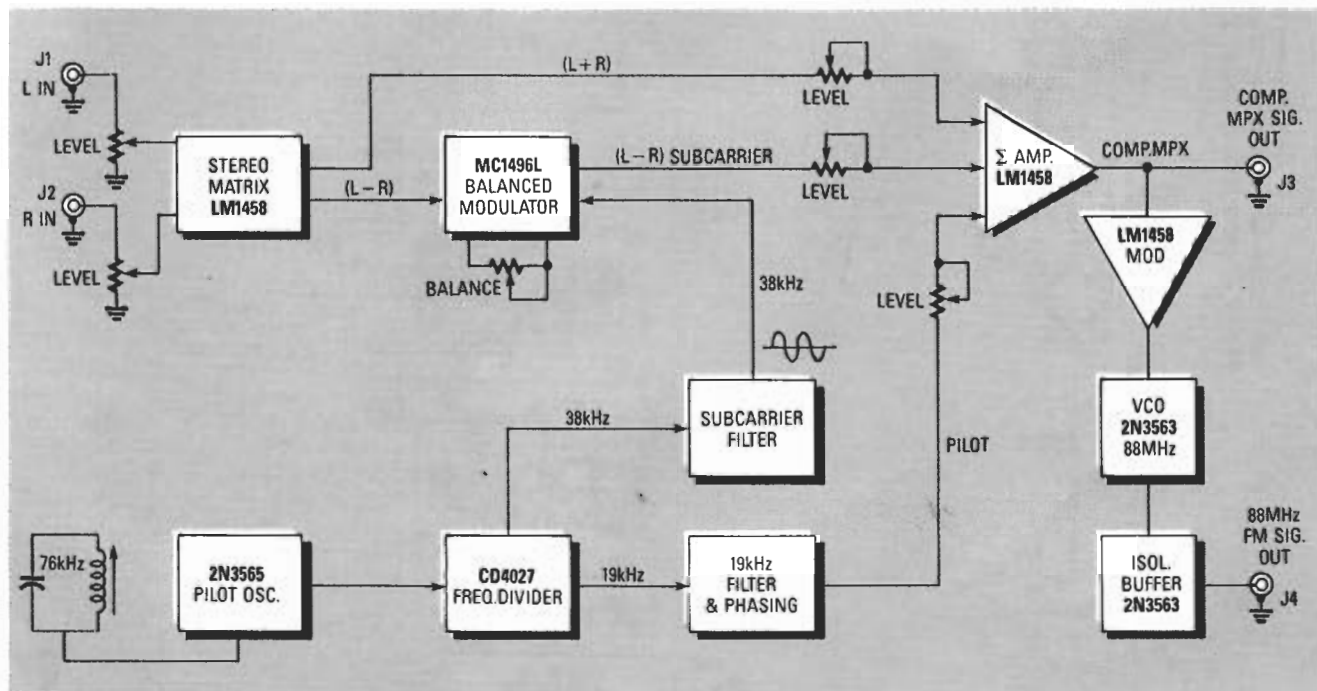 J1
L IN
LEVEL
J2
R IN
LEVEL
STEREO
MATRIX
LM1458
(L+R)
(L−R)
MC1496L
BALANCED
MODULATOR
BALANCE
(L−R) SUBCARRIER
LEVEL
LEVEL
LEVEL
Σ AMP.
LM1458
COMP.MPX
COMP.
MPX SIG.
OUT
J3
LM1458
MOD
38kHz
38kHz
SUBCARRIER
FILTER
PILOT
VCO
2N3563
88MHz
76kHz
2N3565
PILOT OSC.
CD4027
FREQ.DIVIDER
19kHz
19kHz
FILTER
& PHASING
ISOL.
BUFFER
2N3563
88MHz
FM SIG.
OUT
J4